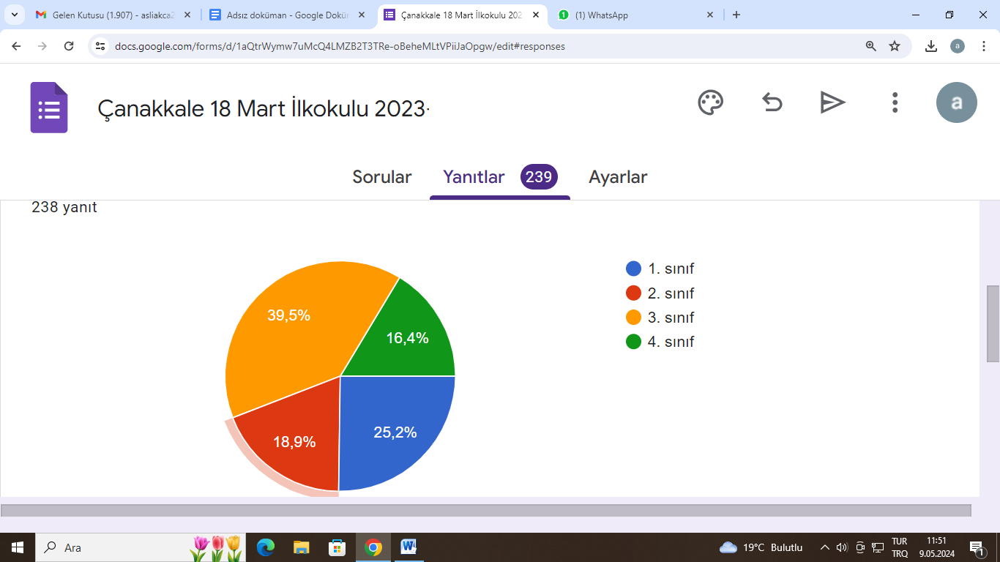 Gelen Kutusu (1.907) - asliakca2
Adsız doküman - Google Dokü
Çanakkale 18 Mart İlkokulu 202
(1) WhatsApp
docs.google.com/forms/d/1aQtrWymw7uMcQ4LMZB2T3TRe-oBeheMLtVPiiJaOpgw/edit#responses
a
Çanakkale 18 Mart İlkokulu 2023-
a
Sorular
Yanıtlar 239
Ayarlar
238 yanıt
39,5%
16,4%
18,9%
25,2%
1. sınıf
2. sınıf
3. sınıf
4. sınıf
Ara
19°C Bulutlu
TUR
TRQ
11:51
9.05.2024
1